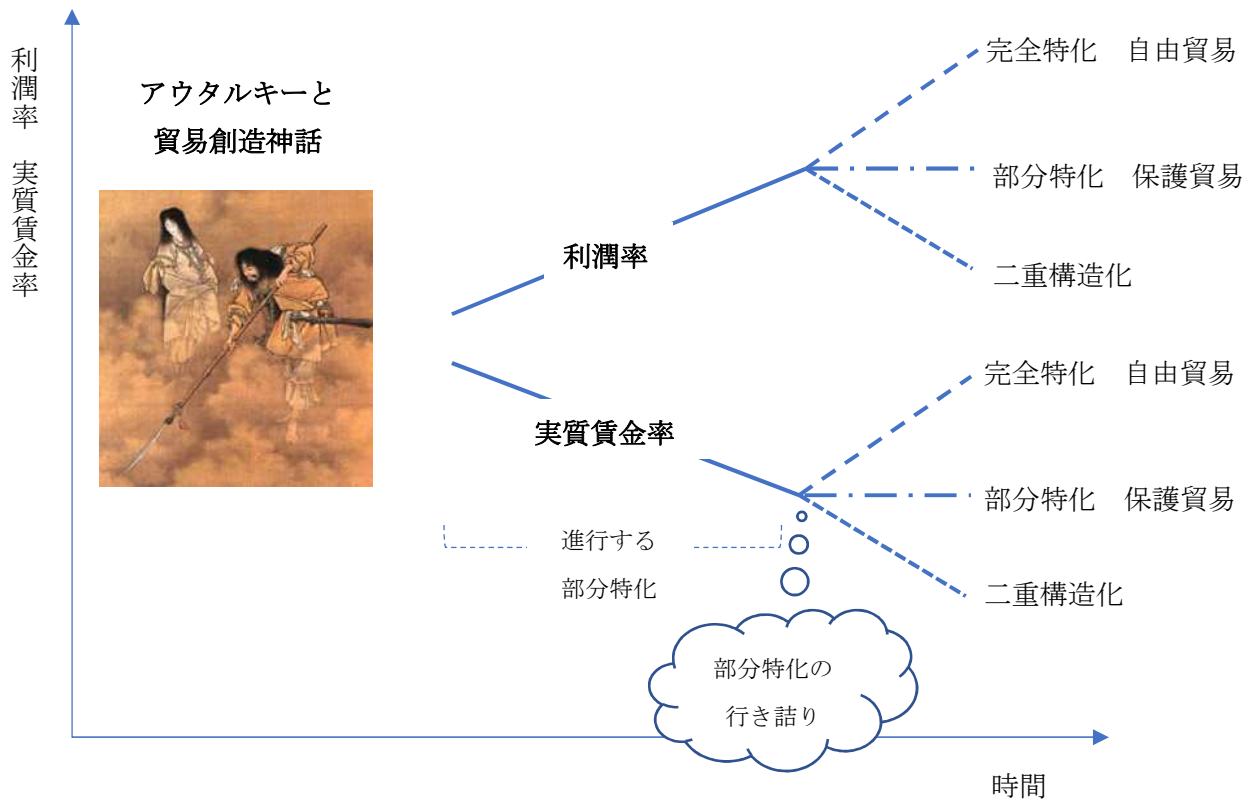 利潤率　実質賃金率
アウタルキーと
貿易創造神話
完全特化　自由貿易
部分特化　保護貿易
二重構造化
利潤率
完全特化　自由貿易
部分特化　保護貿易
二重構造化
実質賃金率
進行する
部分特化
部分特化の
行き詰り
時間